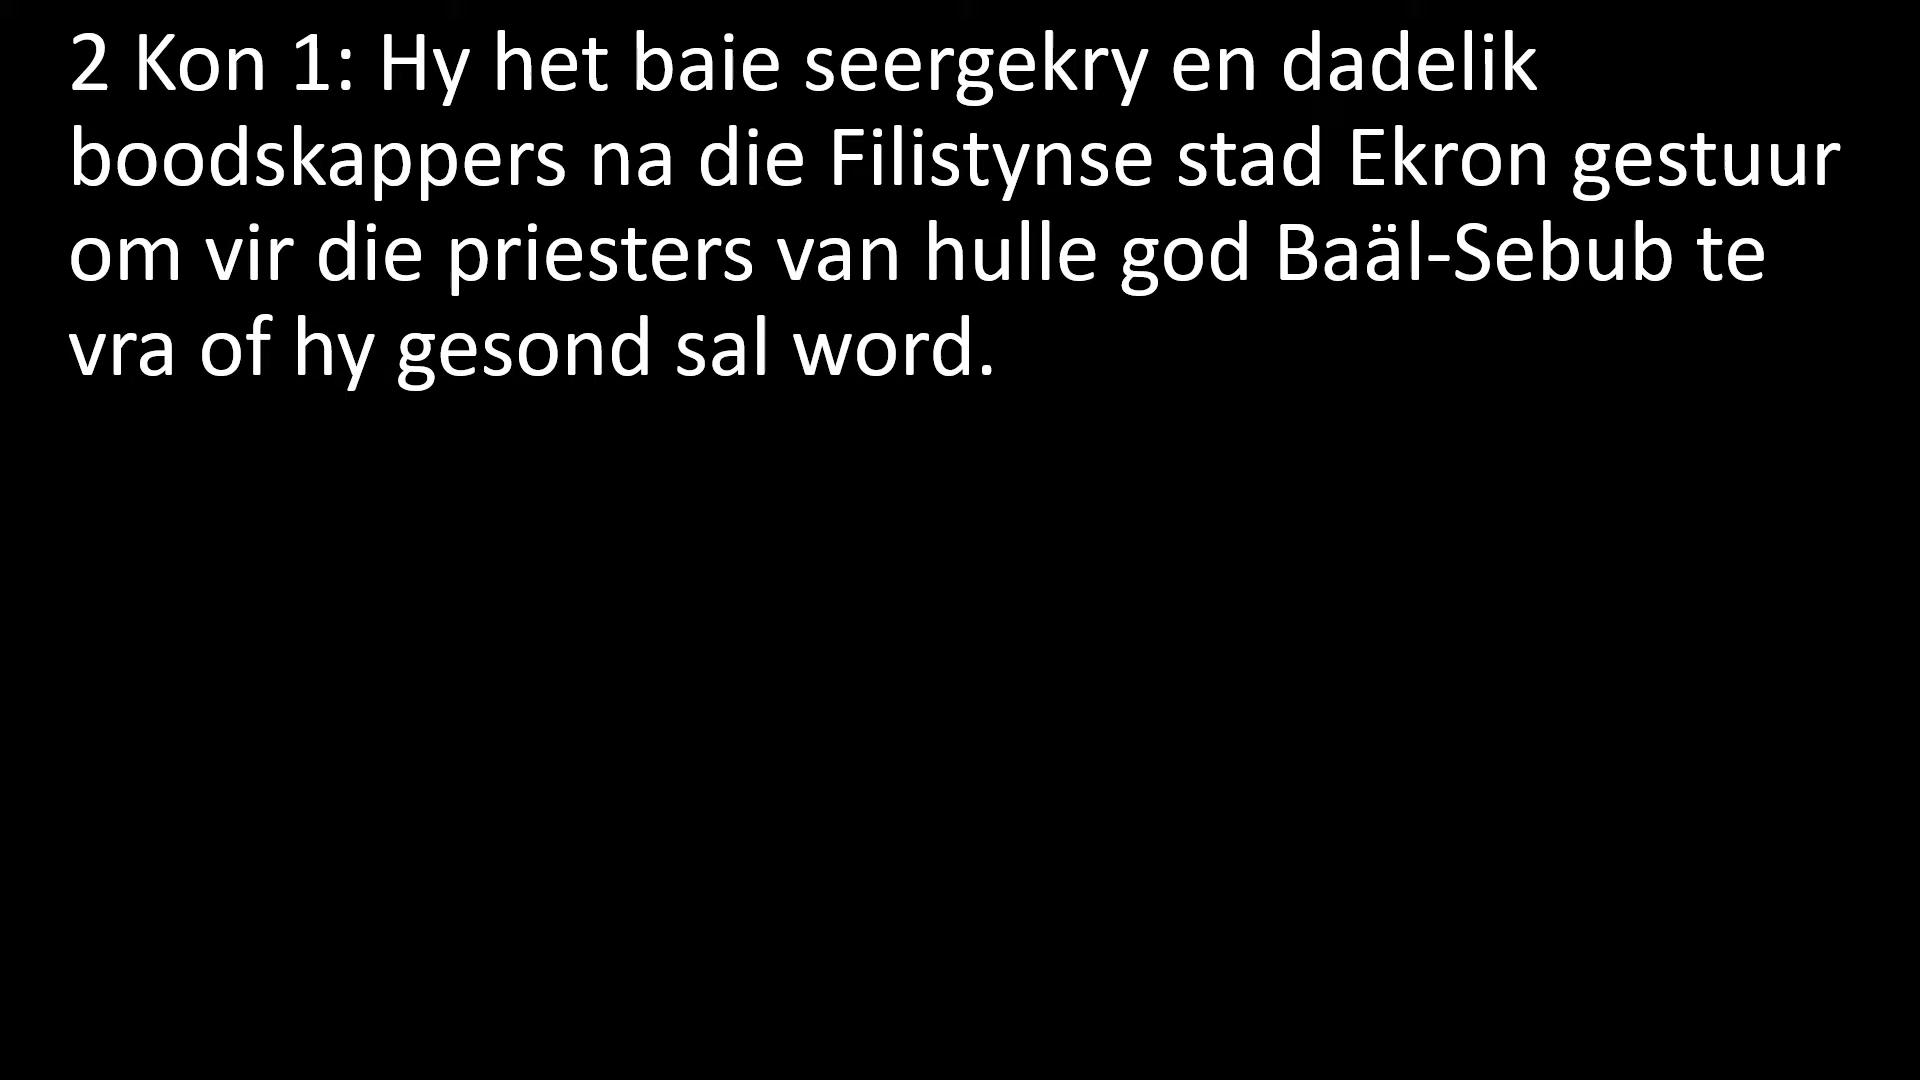 2 Kon 1: Hy het baie seergekry en dadelik
boodskappers na die Filistynse stad Ekron gestuur
om vir die priesters van hulle god Baäl-Sebub te
vra of hy gesond sal word.